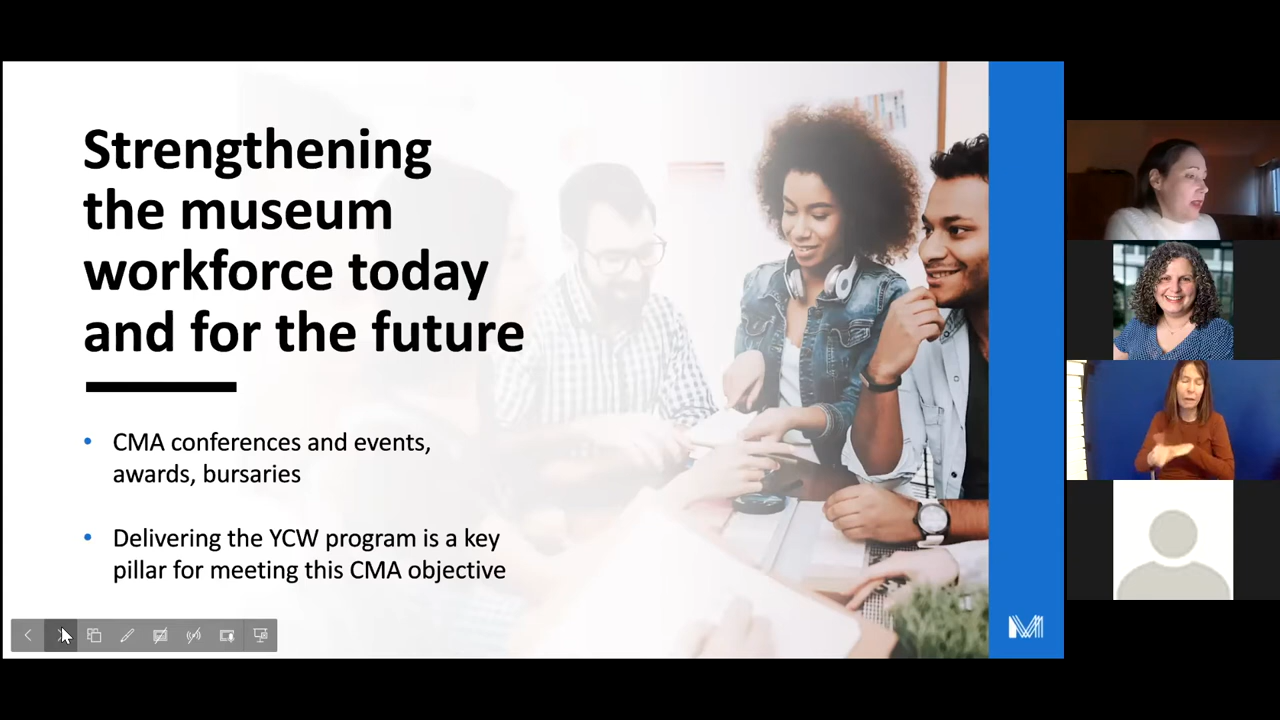 Strengthening
the museum
workforce today
and for the future
• CMA conferences and events,
awards, bursaries
• Delivering the YCW program is a key
pillar for meeting this CMA objective